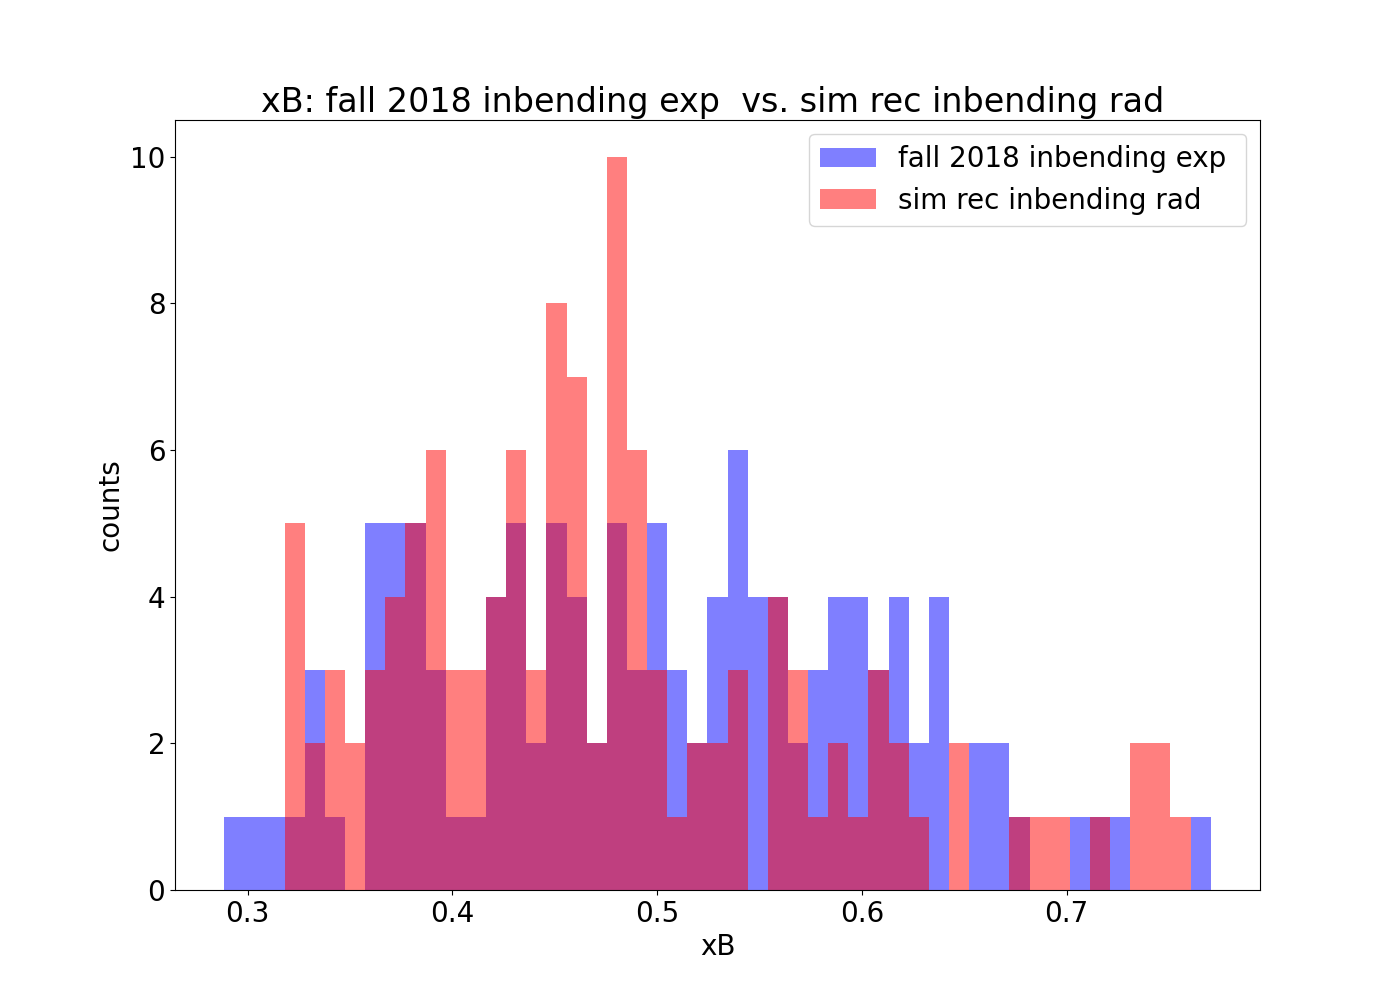 xB: fall 2018 inbending exp  vs. sim rec inbending rad
fall 2018 inbending exp
sim rec inbending rad
10
8
6
4
2
0
counts
0.3 0.4 0.5 0.6 0.7
xB